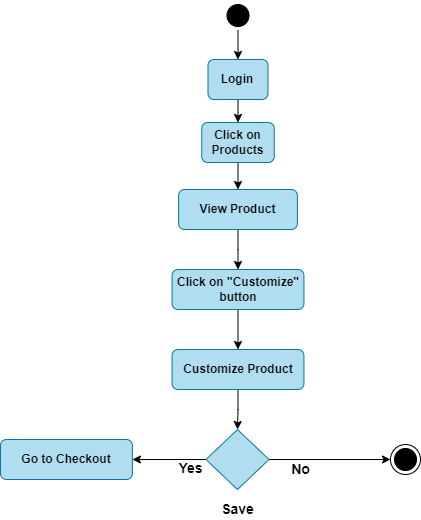 Login
Click on
Products
View Product
Click on "Customize"
button
Customize Product
Go to Checkout
Yes
No
Save